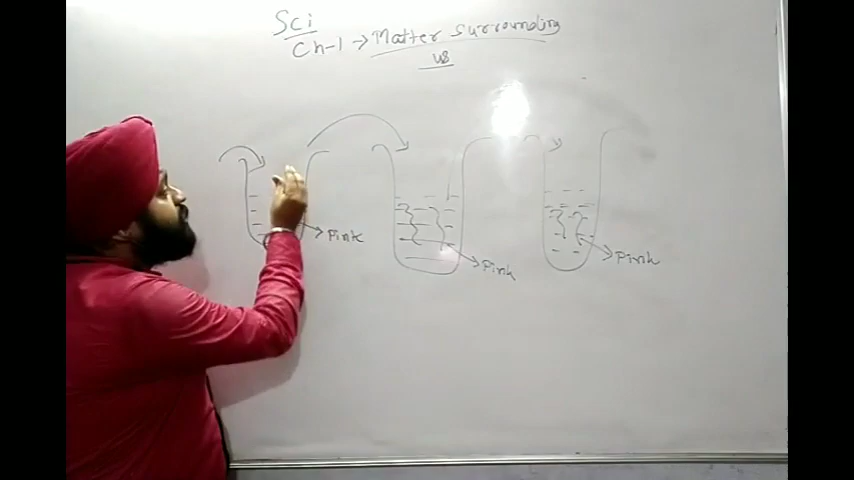 Sci
Ch-1 → Matter Surrounding
us
Pink
Pink
Pink